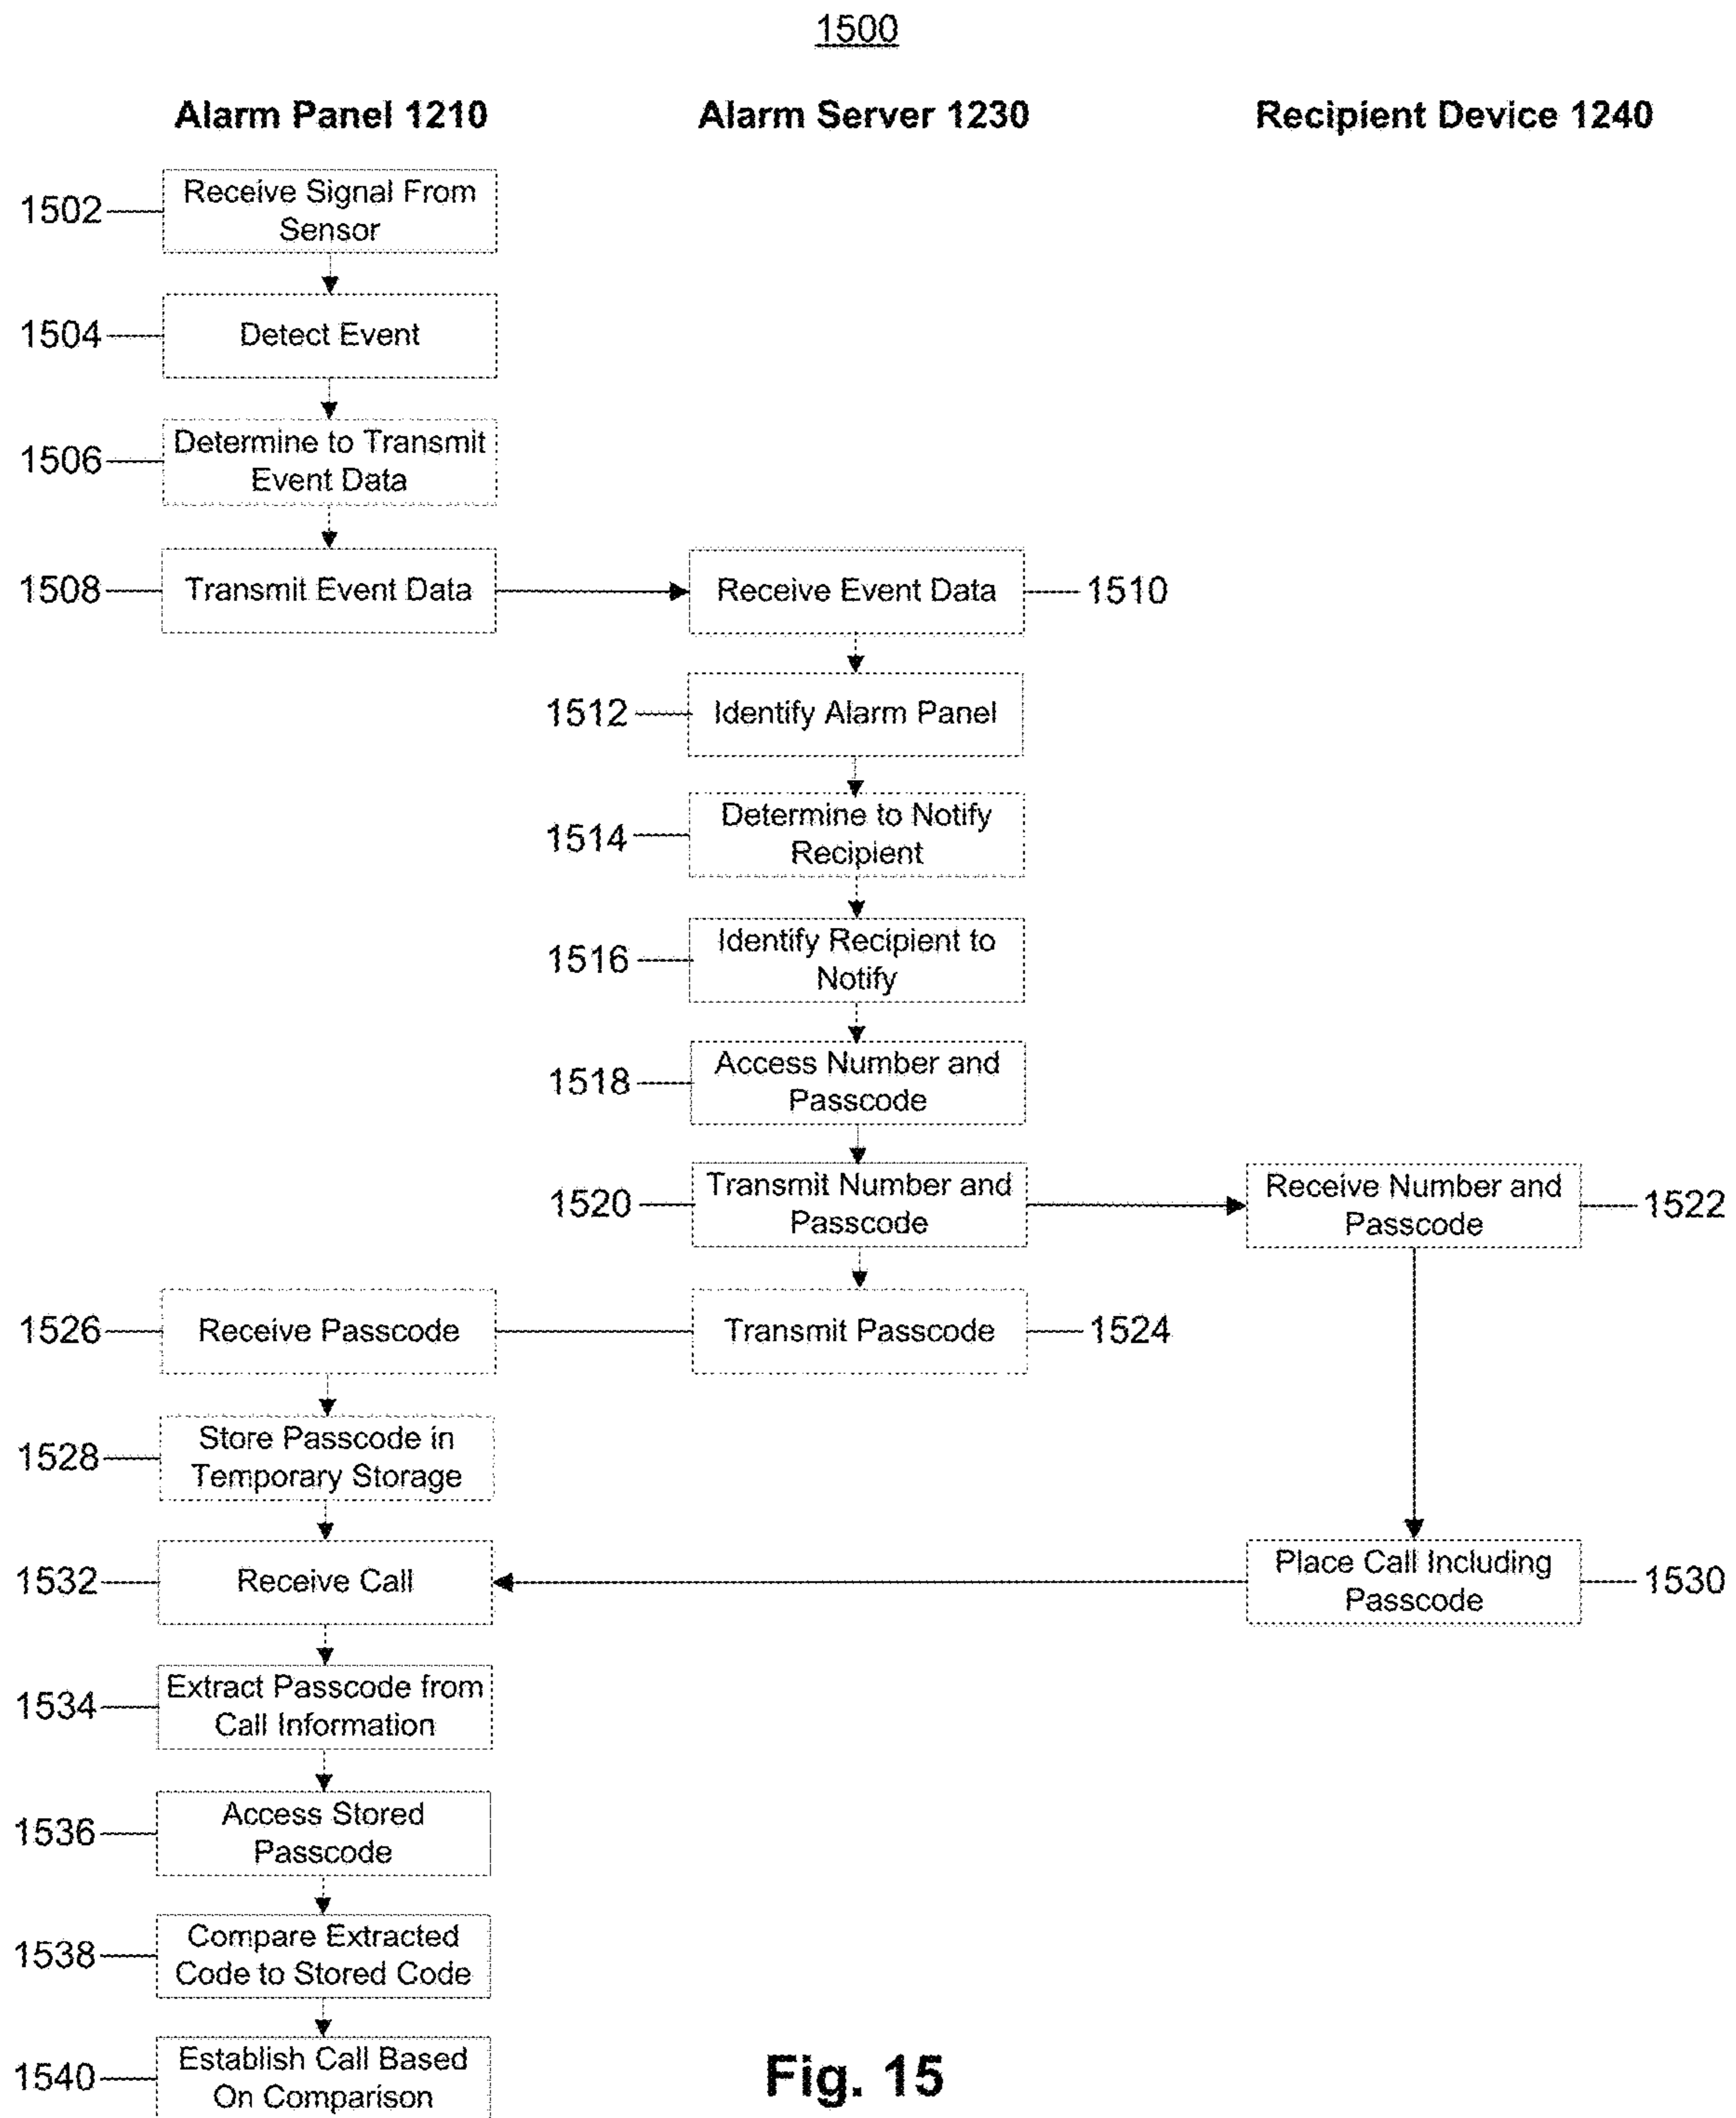 1500
Alarm Panel 1210
Alarm Server 1230
Recipient Device 1240
1502
Receive Signal From
Sensor
1504
Detect Event
1506
Determine to Transmit
Event Data
1508
Transmit Event Data
Receive Event Data
1510
1512
Identify Alarm Panel
1514
Determine to Notify
Recipient
1516
Identify Recipient to
Notify
1518
Access Number and
Passcode
1520
Transmit Number and
Passcode
Receive Number and
Passcode
1522
1526
Receive Passcode
Transmit Passcode
1524
1528
Store Passcode in
Temporary Storage
1532
Receive Call
Place Call Including
Passcode
1530
1534
Extract Passcode from
Call Information
1536
Access Stored
Passcode
1538
Compare Extracted
Code to Stored Code
1540
Establish Call Based
On Comparison
Fig. 15